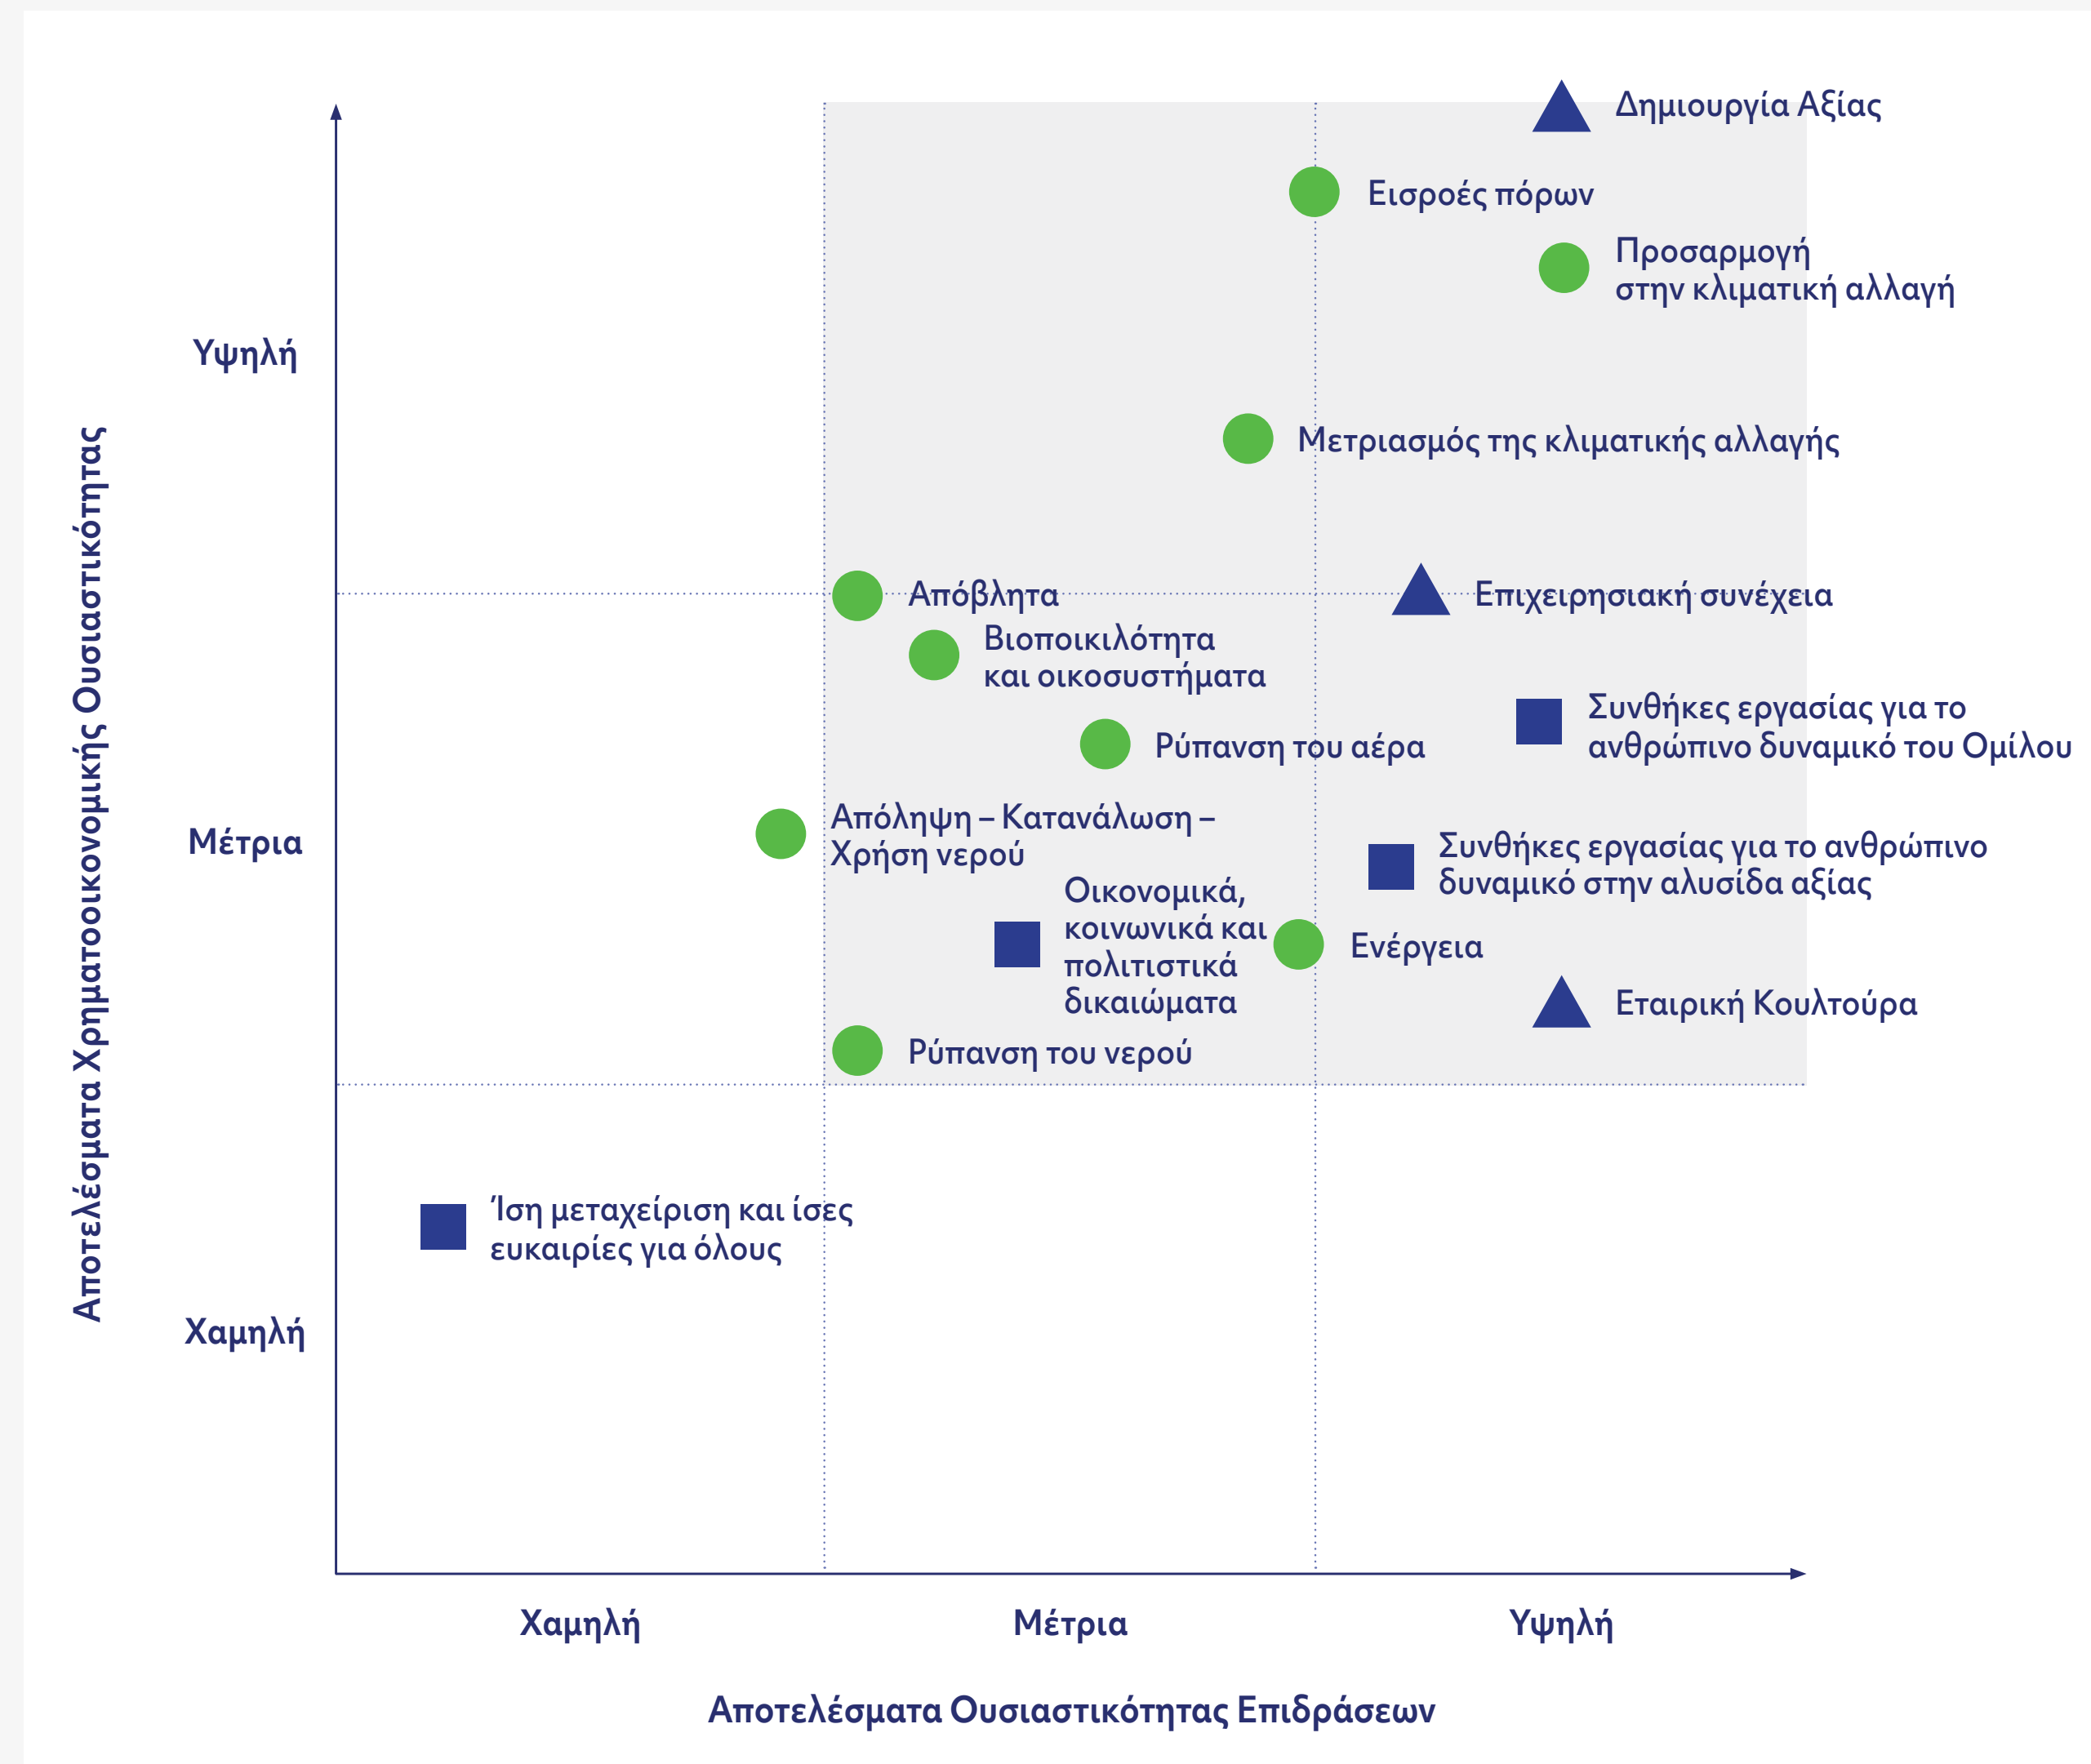 Δημιουργία Αξίας
Εισροές πόρων
Προσαρμογή
στην κλιματική αλλαγή
Υψηλή
Μετριασμός της κλιματικής αλλαγής
Αποτελέσματα Χρηματοοικονομικής Ουσιαστικότητας
Απόβλητα
Επιχειρησιακή συνέχεια
Βιοποικιλότητα
και οικοσυστήματα
Συνθήκες εργασίας για το
ανθρώπινο δυναμικό του Ομίλου
Ρύπανση του αέρα
Μέτρια
Απόληψη – Κατανάλωση –
Χρήση νερού
Συνθήκες εργασίας για το ανθρώπινο
δυναμικό στην αλυσίδα αξίας
Οικονομικά,
κοινωνικά και
πολιτιστικά
δικαιώματα
Ενέργεια
Εταιρική Κουλτούρα
Ρύπανση του νερού
Ίση μεταχείριση και ίσες
ευκαιρίες για όλους
Χαμηλή
Χαμηλή
Μέτρια
Υψηλή
Αποτελέσματα Ουσιαστικότητας Επιδράσεων